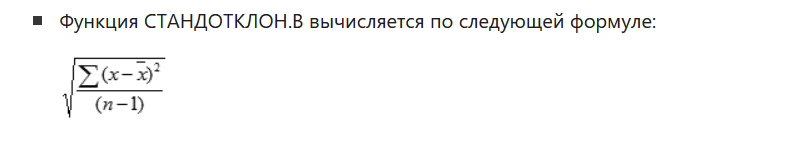 ▪ Функция СТАНДОТКЛОН.В вычисляется по следующей формуле:
√(∑(x−x̅)²/(n−1))